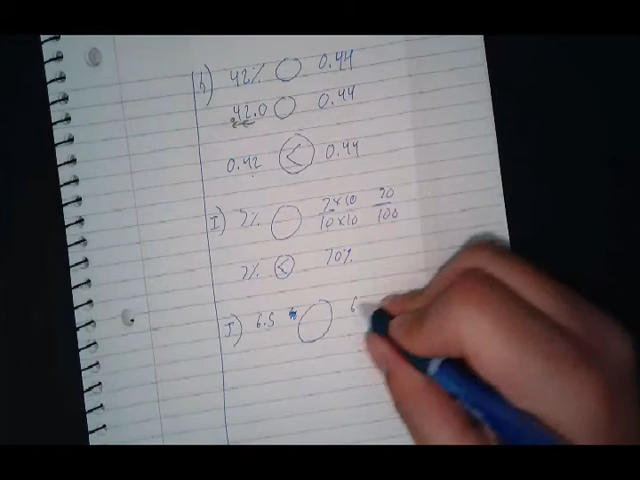 h) 42% ○ 0.44
42.0 ○ 0.44
0.42 < 0.44
I) 7% ○ 7×10/10×10 70/100
7% < 70%
J) 6.5 ○ 6